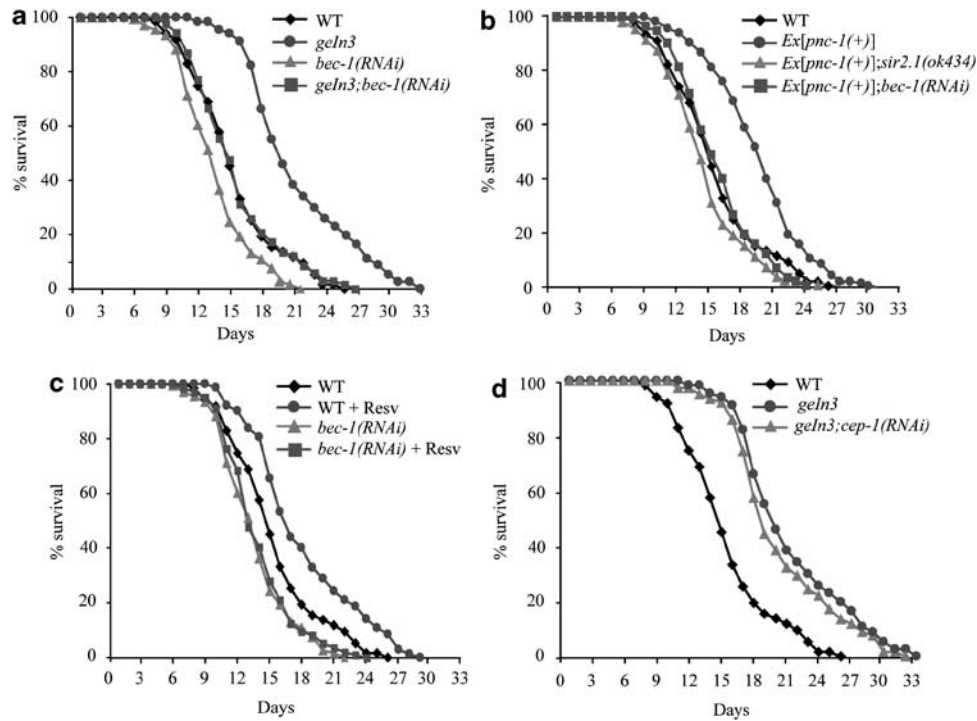 a
WT
geIn3
bec-1(RNAi)
geIn3;bec-1(RNAi)
% survival
100
80
60
40
20
0
0 3 6 9 12 15 18 21 24 27 30 33
Days
b
WT
Ex[pnc-1(+)]
Ex[pnc-1(+)];sir2.1(ok434)
Ex[pnc-1(+)];bec-1(RNAi)
% survival
100
80
60
40
20
0
0 3 6 9 12 15 18 21 24 27 30 33
Days
c
WT
WT + Resv
bec-1(RNAi)
bec-1(RNAi) + Resv
% survival
100
80
60
40
20
0
0 3 6 9 12 15 18 21 24 27 30 33
Days
d
WT
geIn3
geIn3;cep-1(RNAi)
% survival
100
80
60
40
20
0
0 3 6 9 12 15 18 21 24 27 30 33
Days